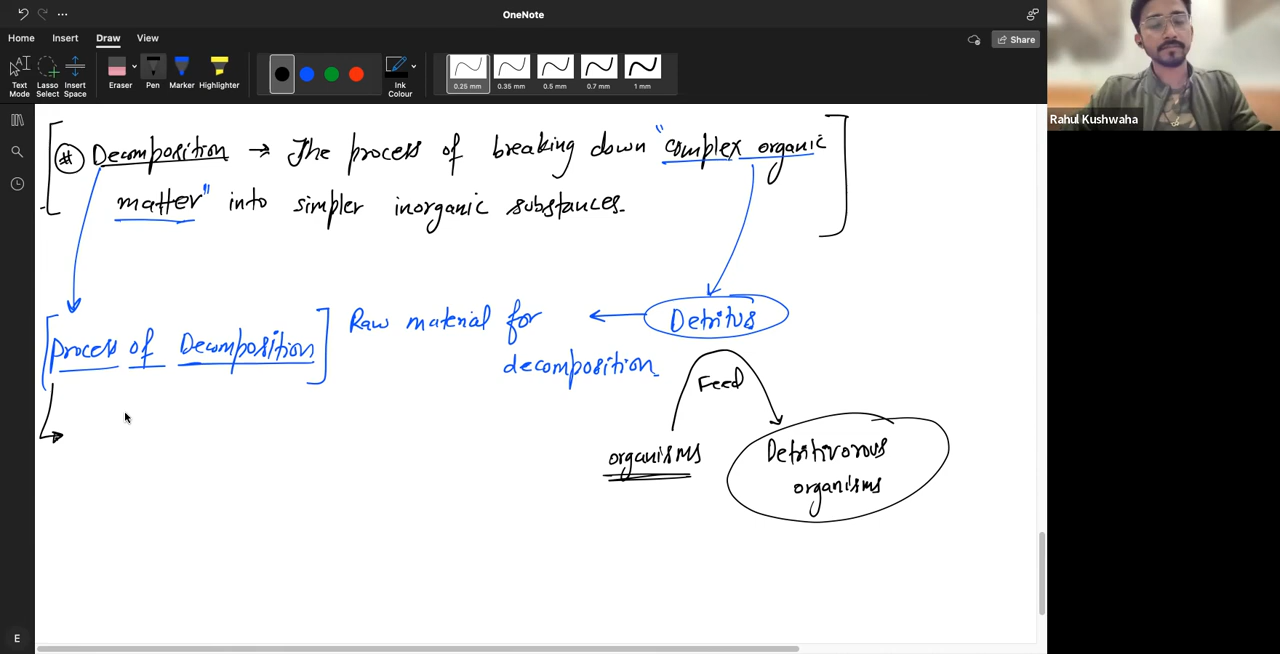 OneNote
Home Insert Draw View
Share
Text Mode
Lasso Select
Insert Space
Eraser
Pen
Marker
Highlighter
Ink Colour
0.25 mm
0.35 mm
0.5 mm
0.7 mm
1 mm
Rahul Kushwaha
# Decomposition → The process of breaking down "complex organic
matter" into simpler inorganic substances.
Process of Decomposition
Raw material for
decomposition
Detritus
Feed
organisms
Detritivorous
organisms
E